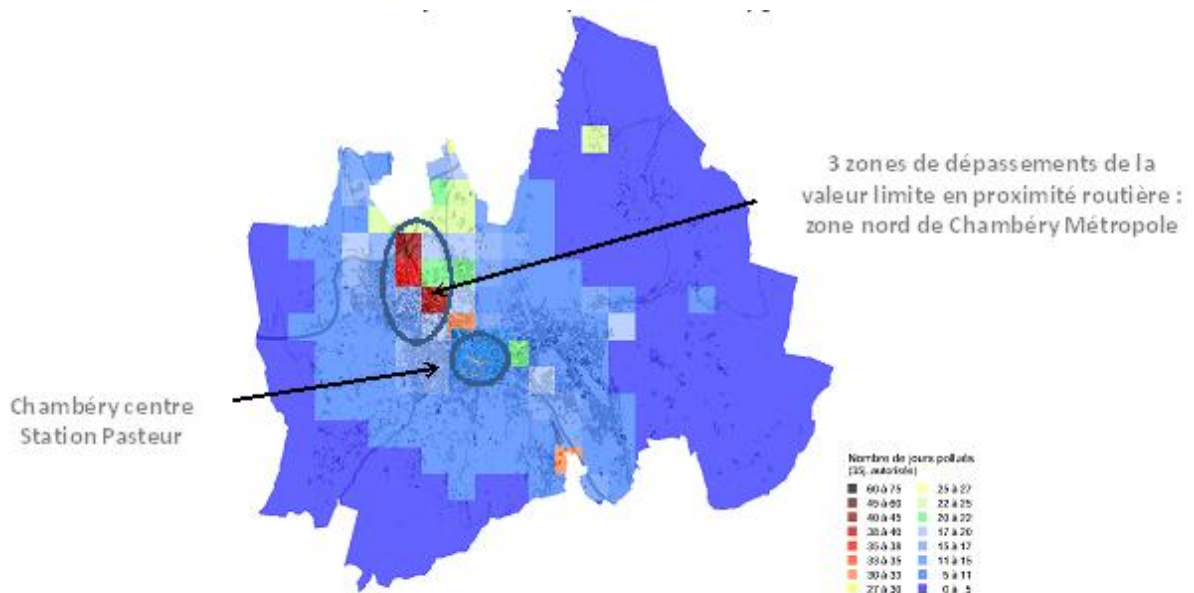 3 zones de dépassements de la
valeur limite en proximité routière :
zone nord de Chambéry Métropole
Chambéry centre
Station Pasteur
Nombre de jours pollués
(35j. autorisés)
60 à 75
45 à 60
40 à 45
38 à 40
35 à 38
33 à 35
30 à 33
27 à 30
25 à 27
22 à 25
20 à 22
17 à 20
15 à 17
11 à 15
5 à 11
0 à 5